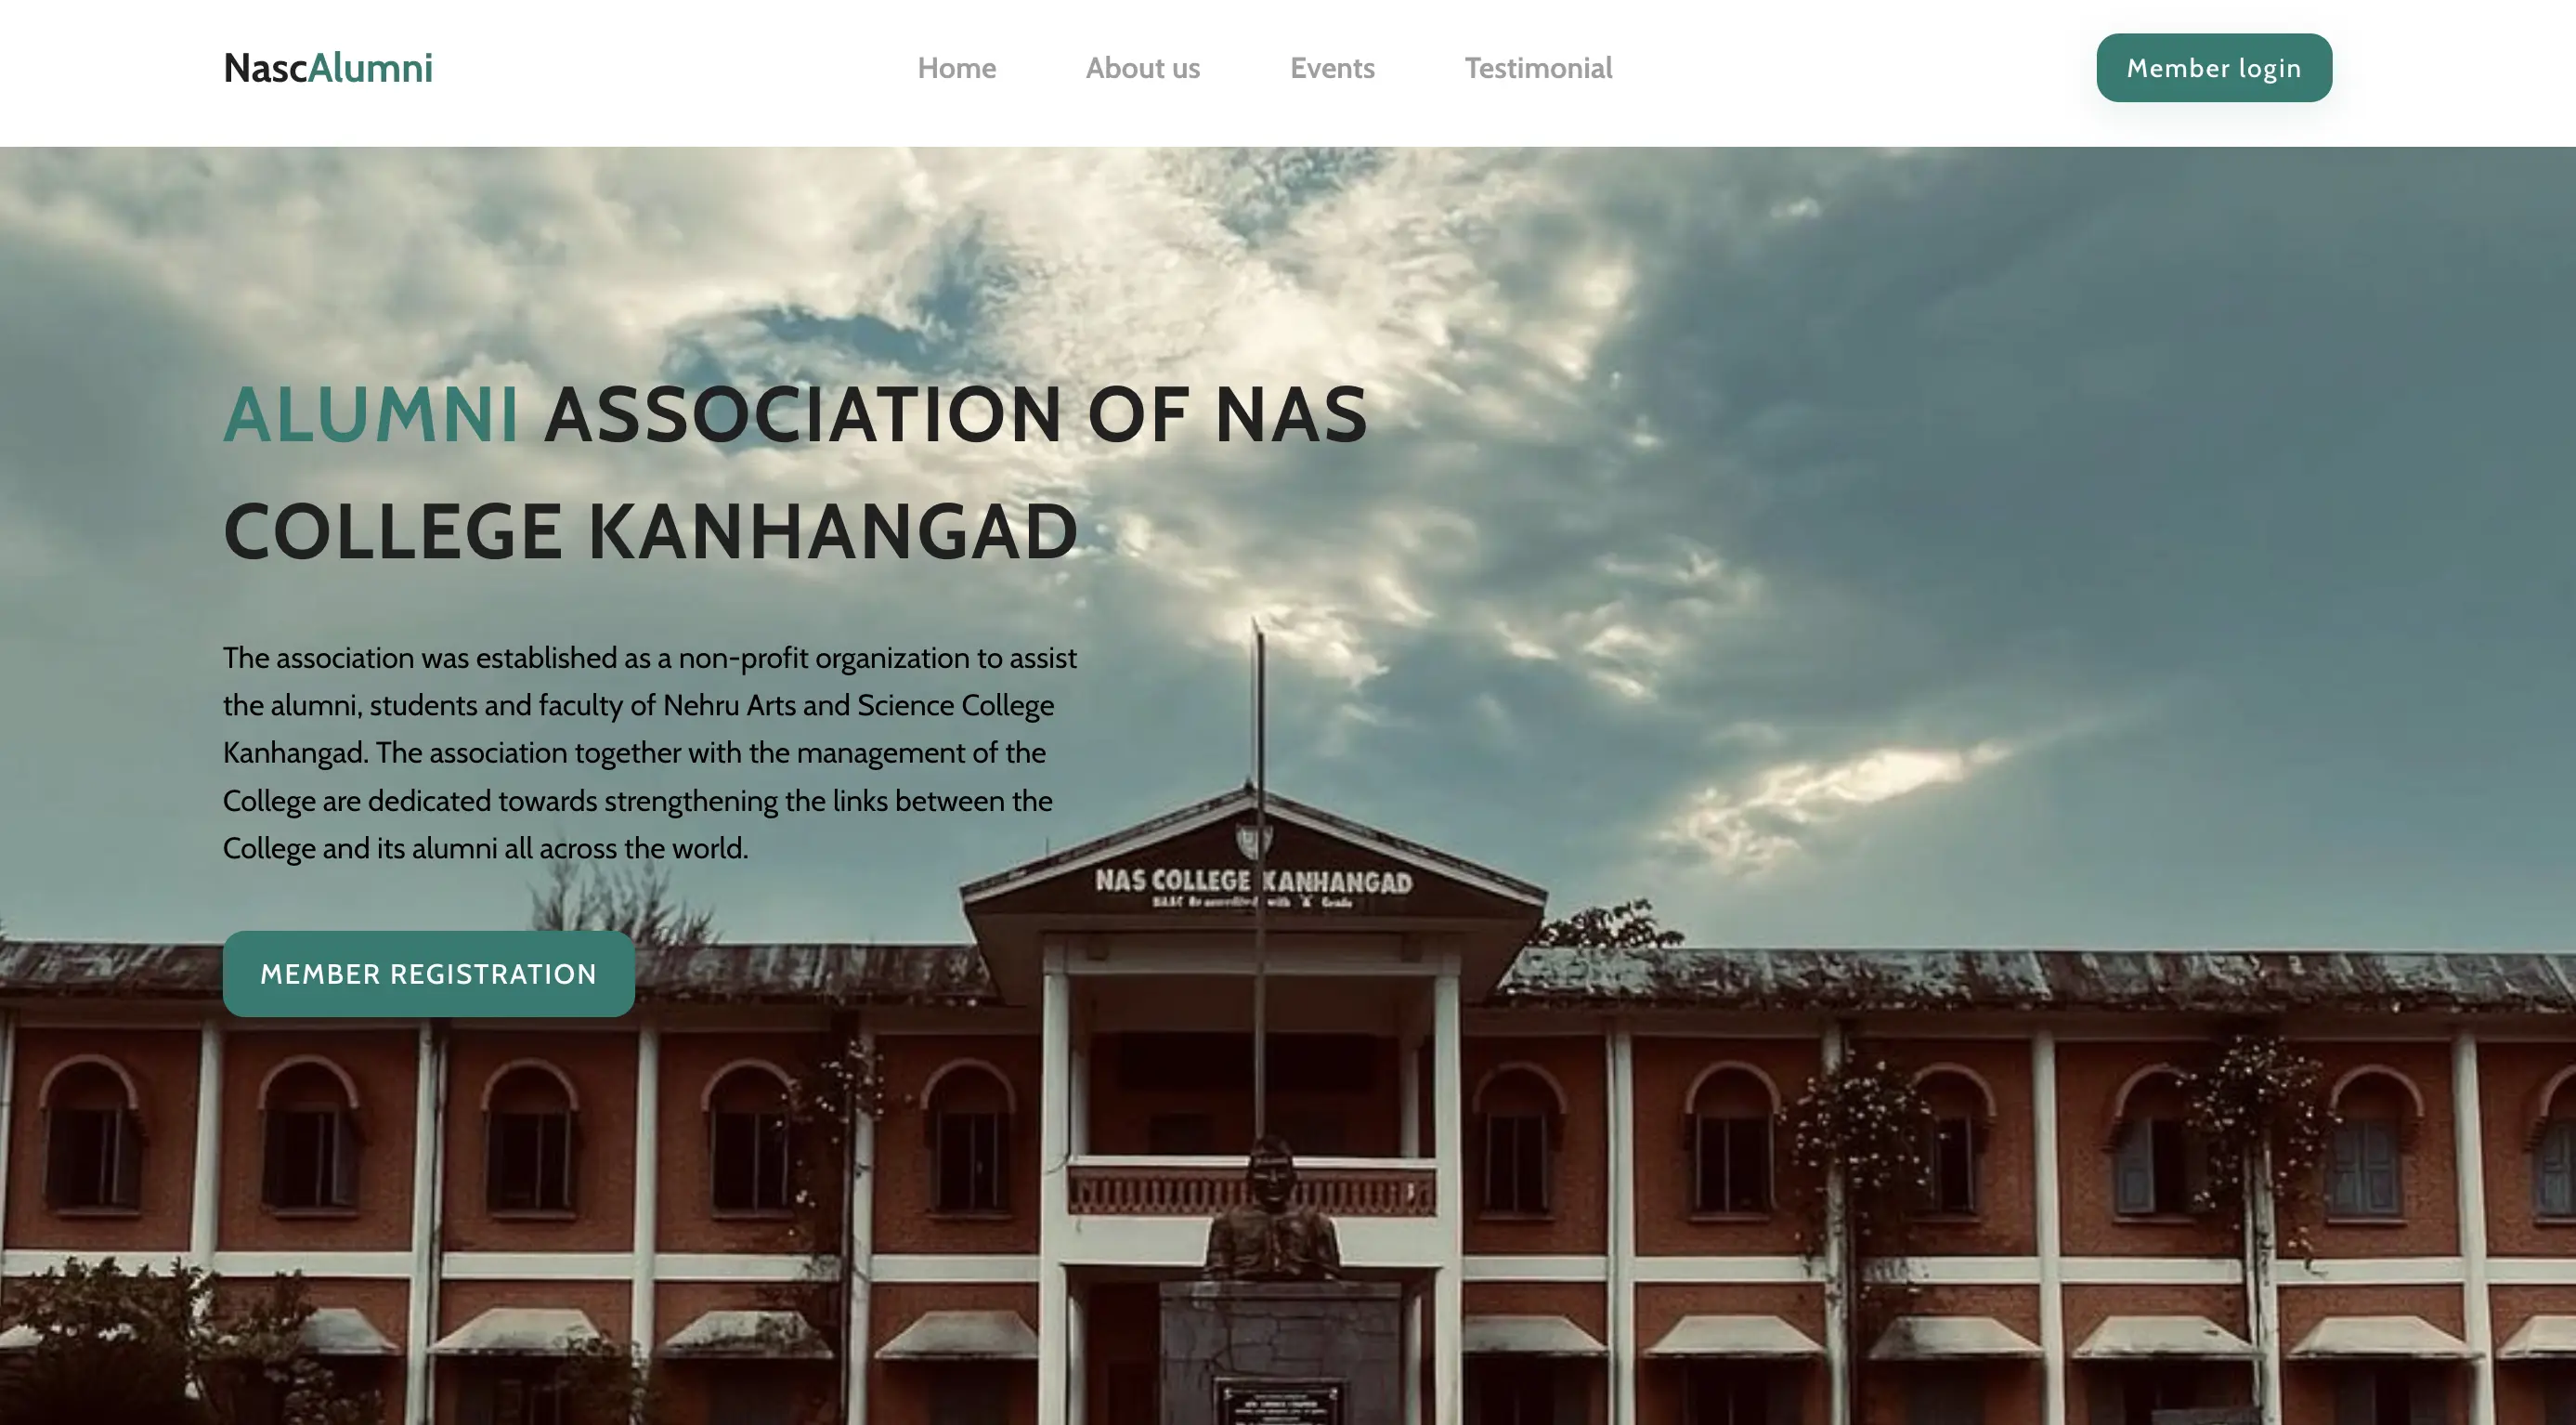 NascAlumni
Home About us Events Testimonial
Member login
ALUMNI ASSOCIATION OF NAS
COLLEGE KANHANGAD
The association was established as a non-profit organization to assist
the alumni, students and faculty of Nehru Arts and Science College
Kanhangad. The association together with the management of the
College are dedicated towards strengthening the links between the
College and its alumni all across the world.
NAS COLLEGE KANHANGAD
with 'A' Grade
MEMBER REGISTRATION